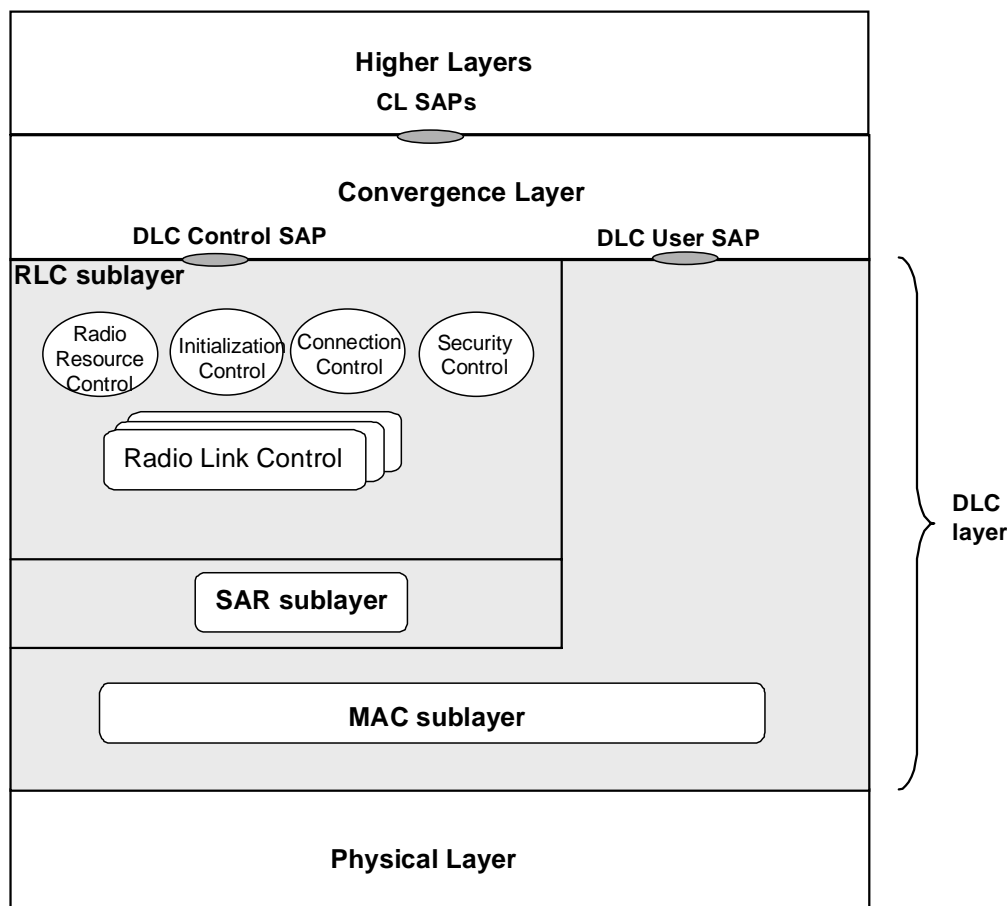 Higher Layers
CL SAPs
Convergence Layer
DLC Control SAP
DLC User SAP
RLC sublayer
Radio
Resource
Control
Initialization
Control
Connection
Control
Security
Control
Radio Link Control
DLC
layer
SAR sublayer
MAC sublayer
Physical Layer